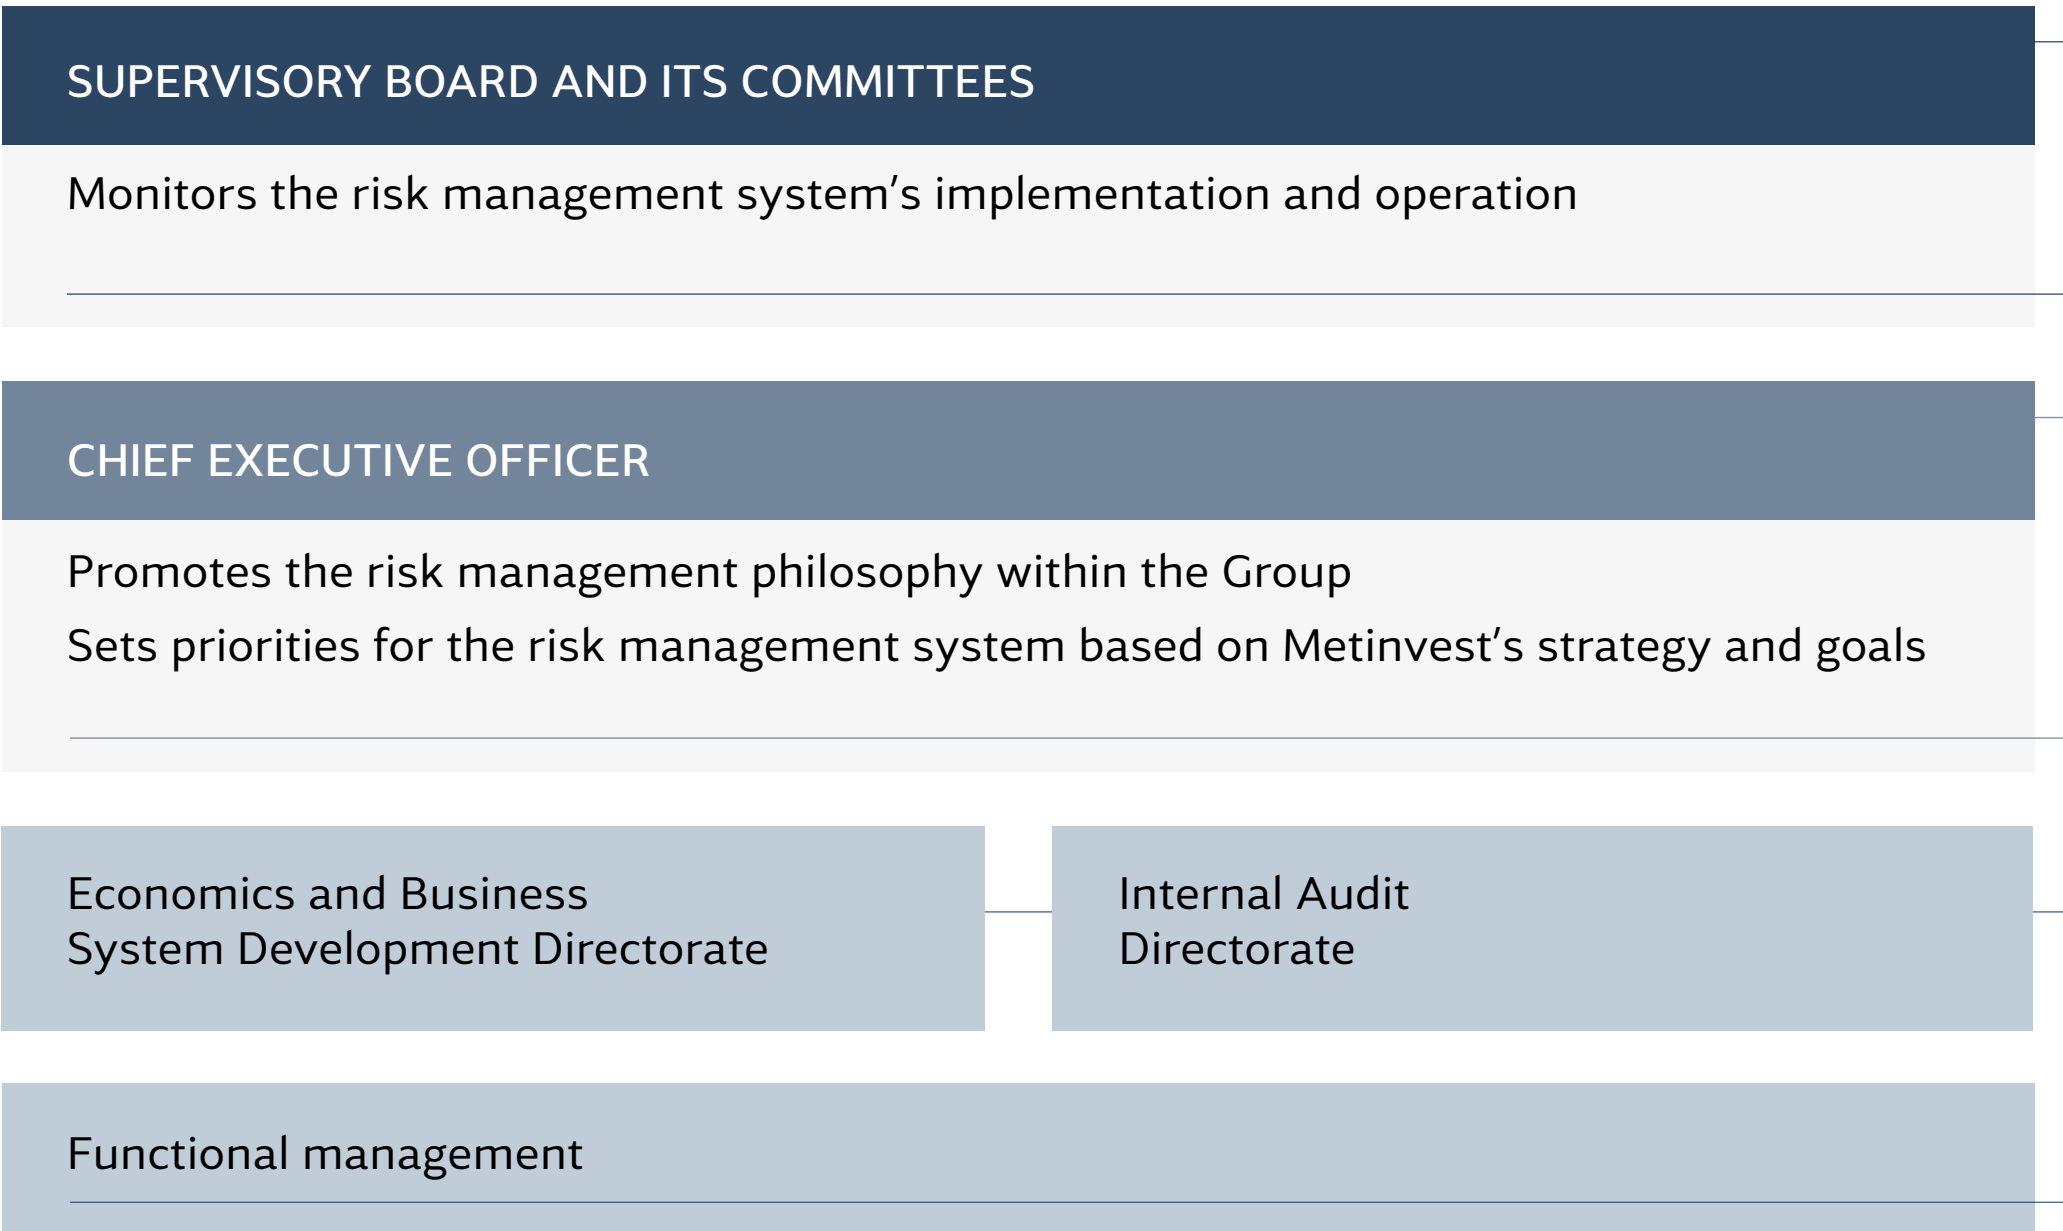 SUPERVISORY BOARD AND ITS COMMITTEES
Monitors the risk management system’s implementation and operation
CHIEF EXECUTIVE OFFICER
Promotes the risk management philosophy within the Group
Sets priorities for the risk management system based on Metinvest’s strategy and goals
Economics and Business
System Development Directorate
Internal Audit
Directorate
Functional management